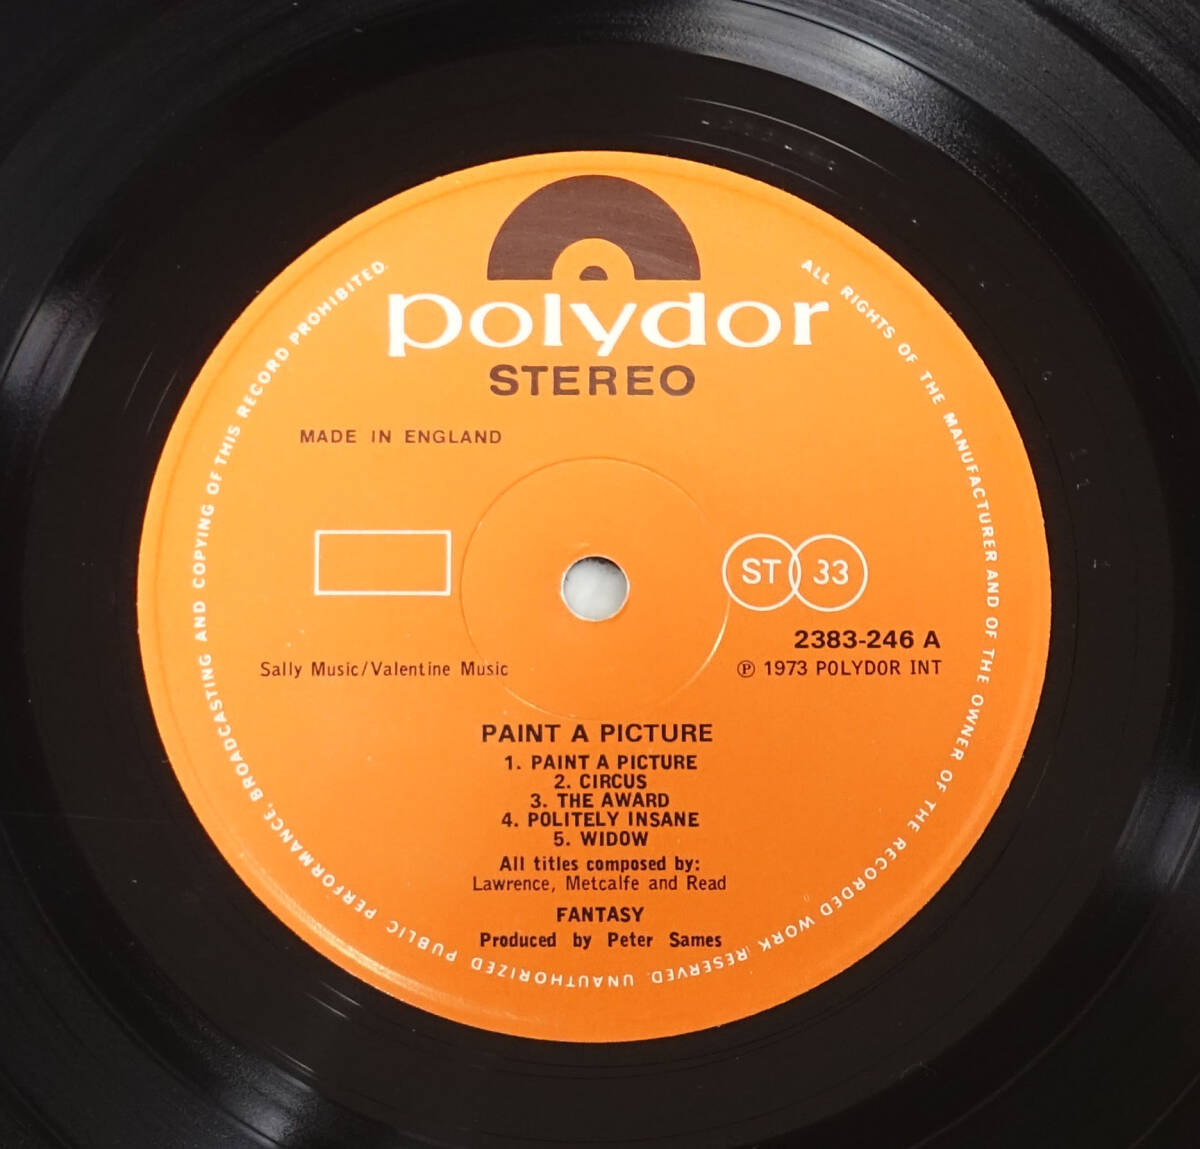 polydor
STEREO
MADE IN ENGLAND
ST 33
2383-246 A
Sally Music/Valentine Music
℗ 1973 POLYDOR INT
PAINT A PICTURE
1. PAINT A PICTURE
2. CIRCUS
3. THE AWARD
4. POLITELY INSANE
5. WIDOW
All titles composed by:
Lawrence, Metcalfe and Read
FANTASY
Produced by Peter Sames
ALL RIGHTS OF THE MANUFACTURER AND OF THE OWNER OF THE RECORDED WORK RESERVED. UNAUTHORIZED PUBLIC PERFORMANCE, BROADCASTING AND COPYING OF THIS RECORD PROHIBITED.